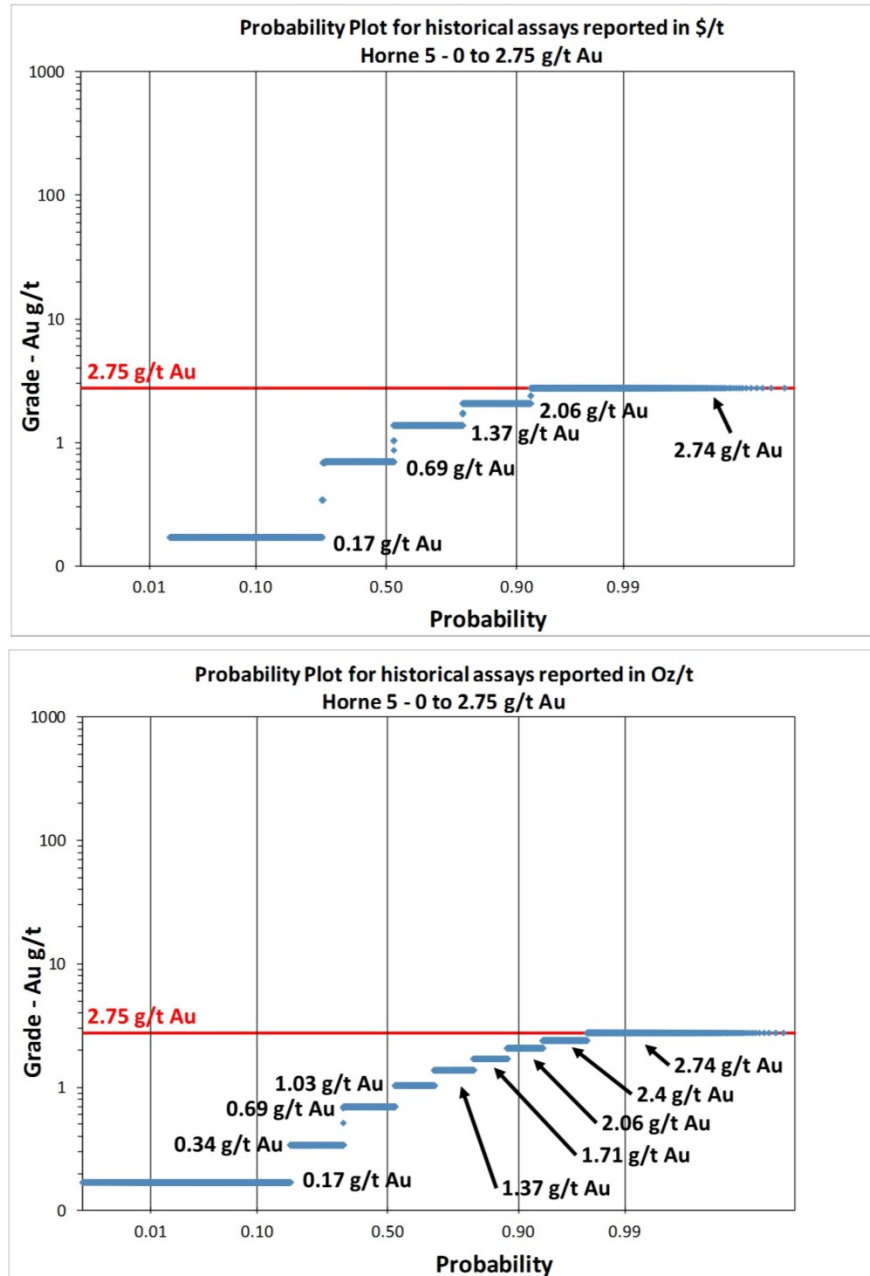 Probability Plot for historical assays reported in $/t
Horne 5 - 0 to 2.75 g/t Au
1000
100
10
1
0
Grade - Au g/t
2.75 g/t Au
2.06 g/t Au
1.37 g/t Au
2.74 g/t Au
0.69 g/t Au
0.17 g/t Au
0.01
0.10
0.50
0.90
0.99
Probability
Probability Plot for historical assays reported in Oz/t
Horne 5 - 0 to 2.75 g/t Au
1000
100
10
1
0
Grade - Au g/t
2.75 g/t Au
2.74 g/t Au
1.03 g/t Au
2.4 g/t Au
0.69 g/t Au
2.06 g/t Au
0.34 g/t Au
1.71 g/t Au
0.17 g/t Au
1.37 g/t Au
0.01
0.10
0.50
0.90
0.99
Probability